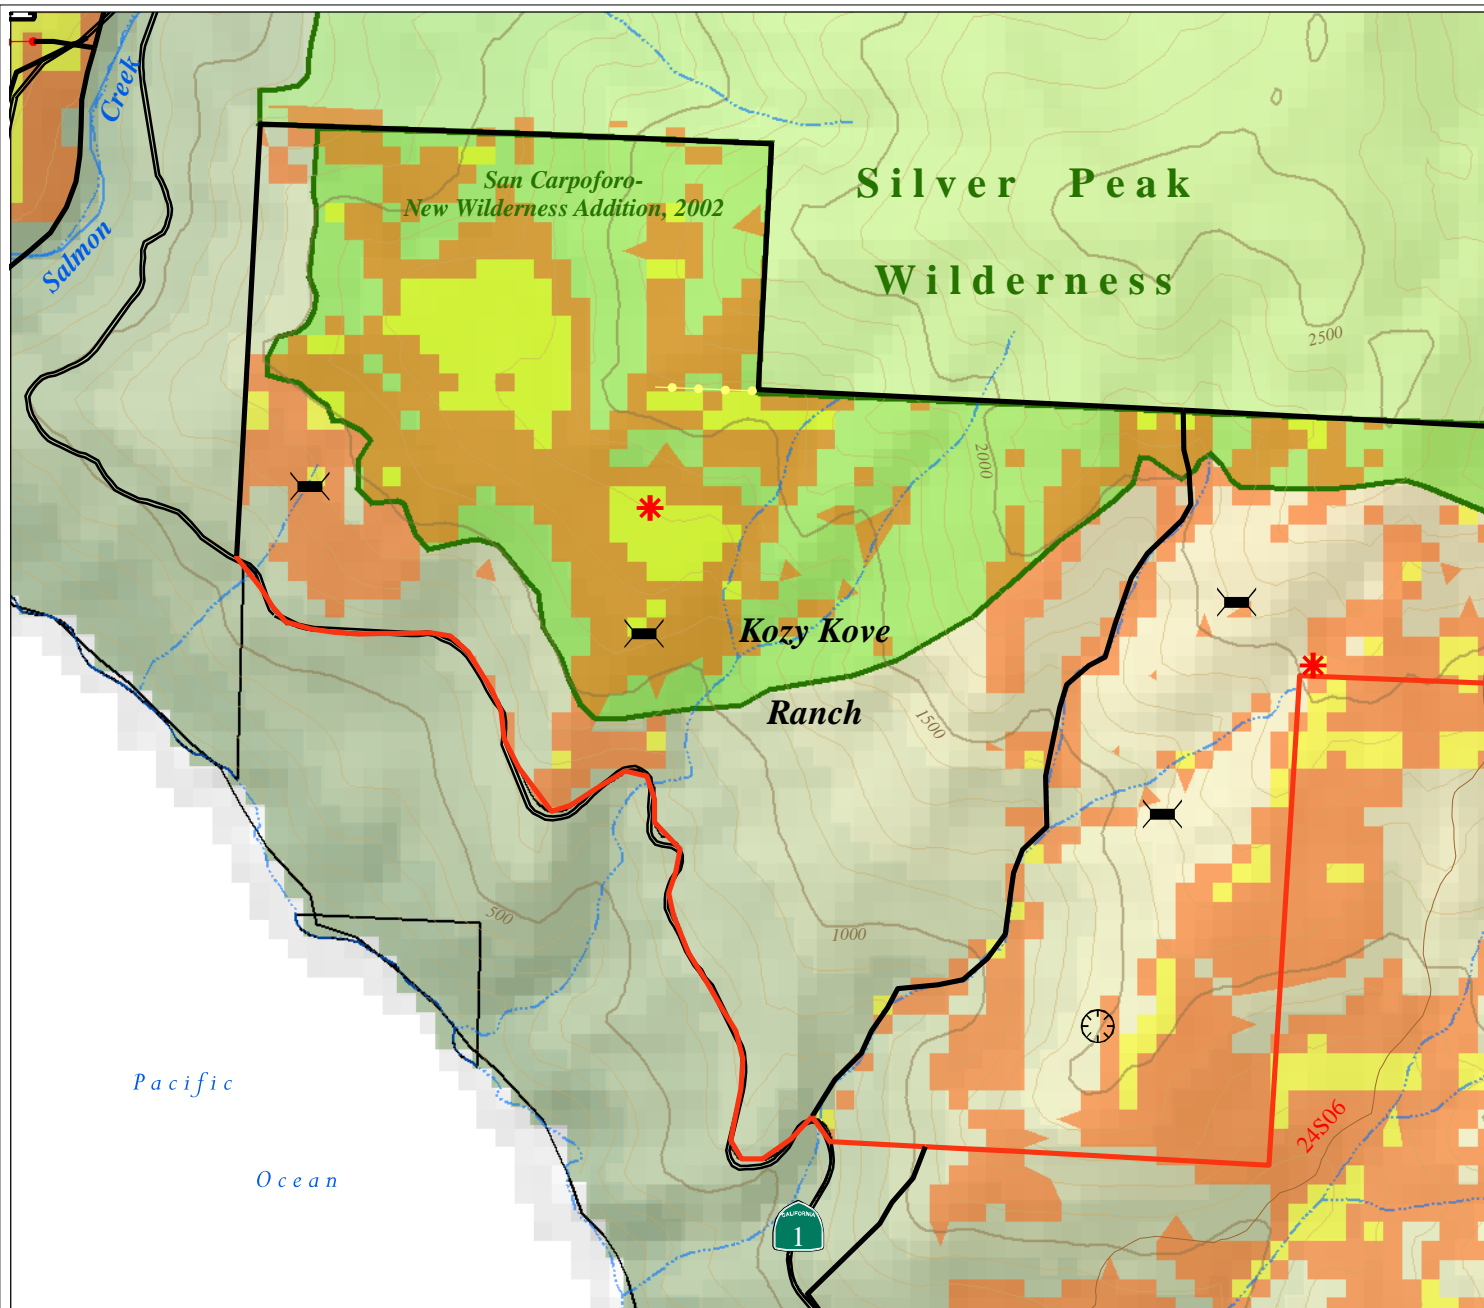 Salmon
Creek
San Carpoforo-
New Wilderness Addition, 2002
Silver Peak
Wilderness
2500
2000
Kozy Kove
Ranch
1500
500
1000
Pacific
Ocean
24S06
CALIFORNIA
1